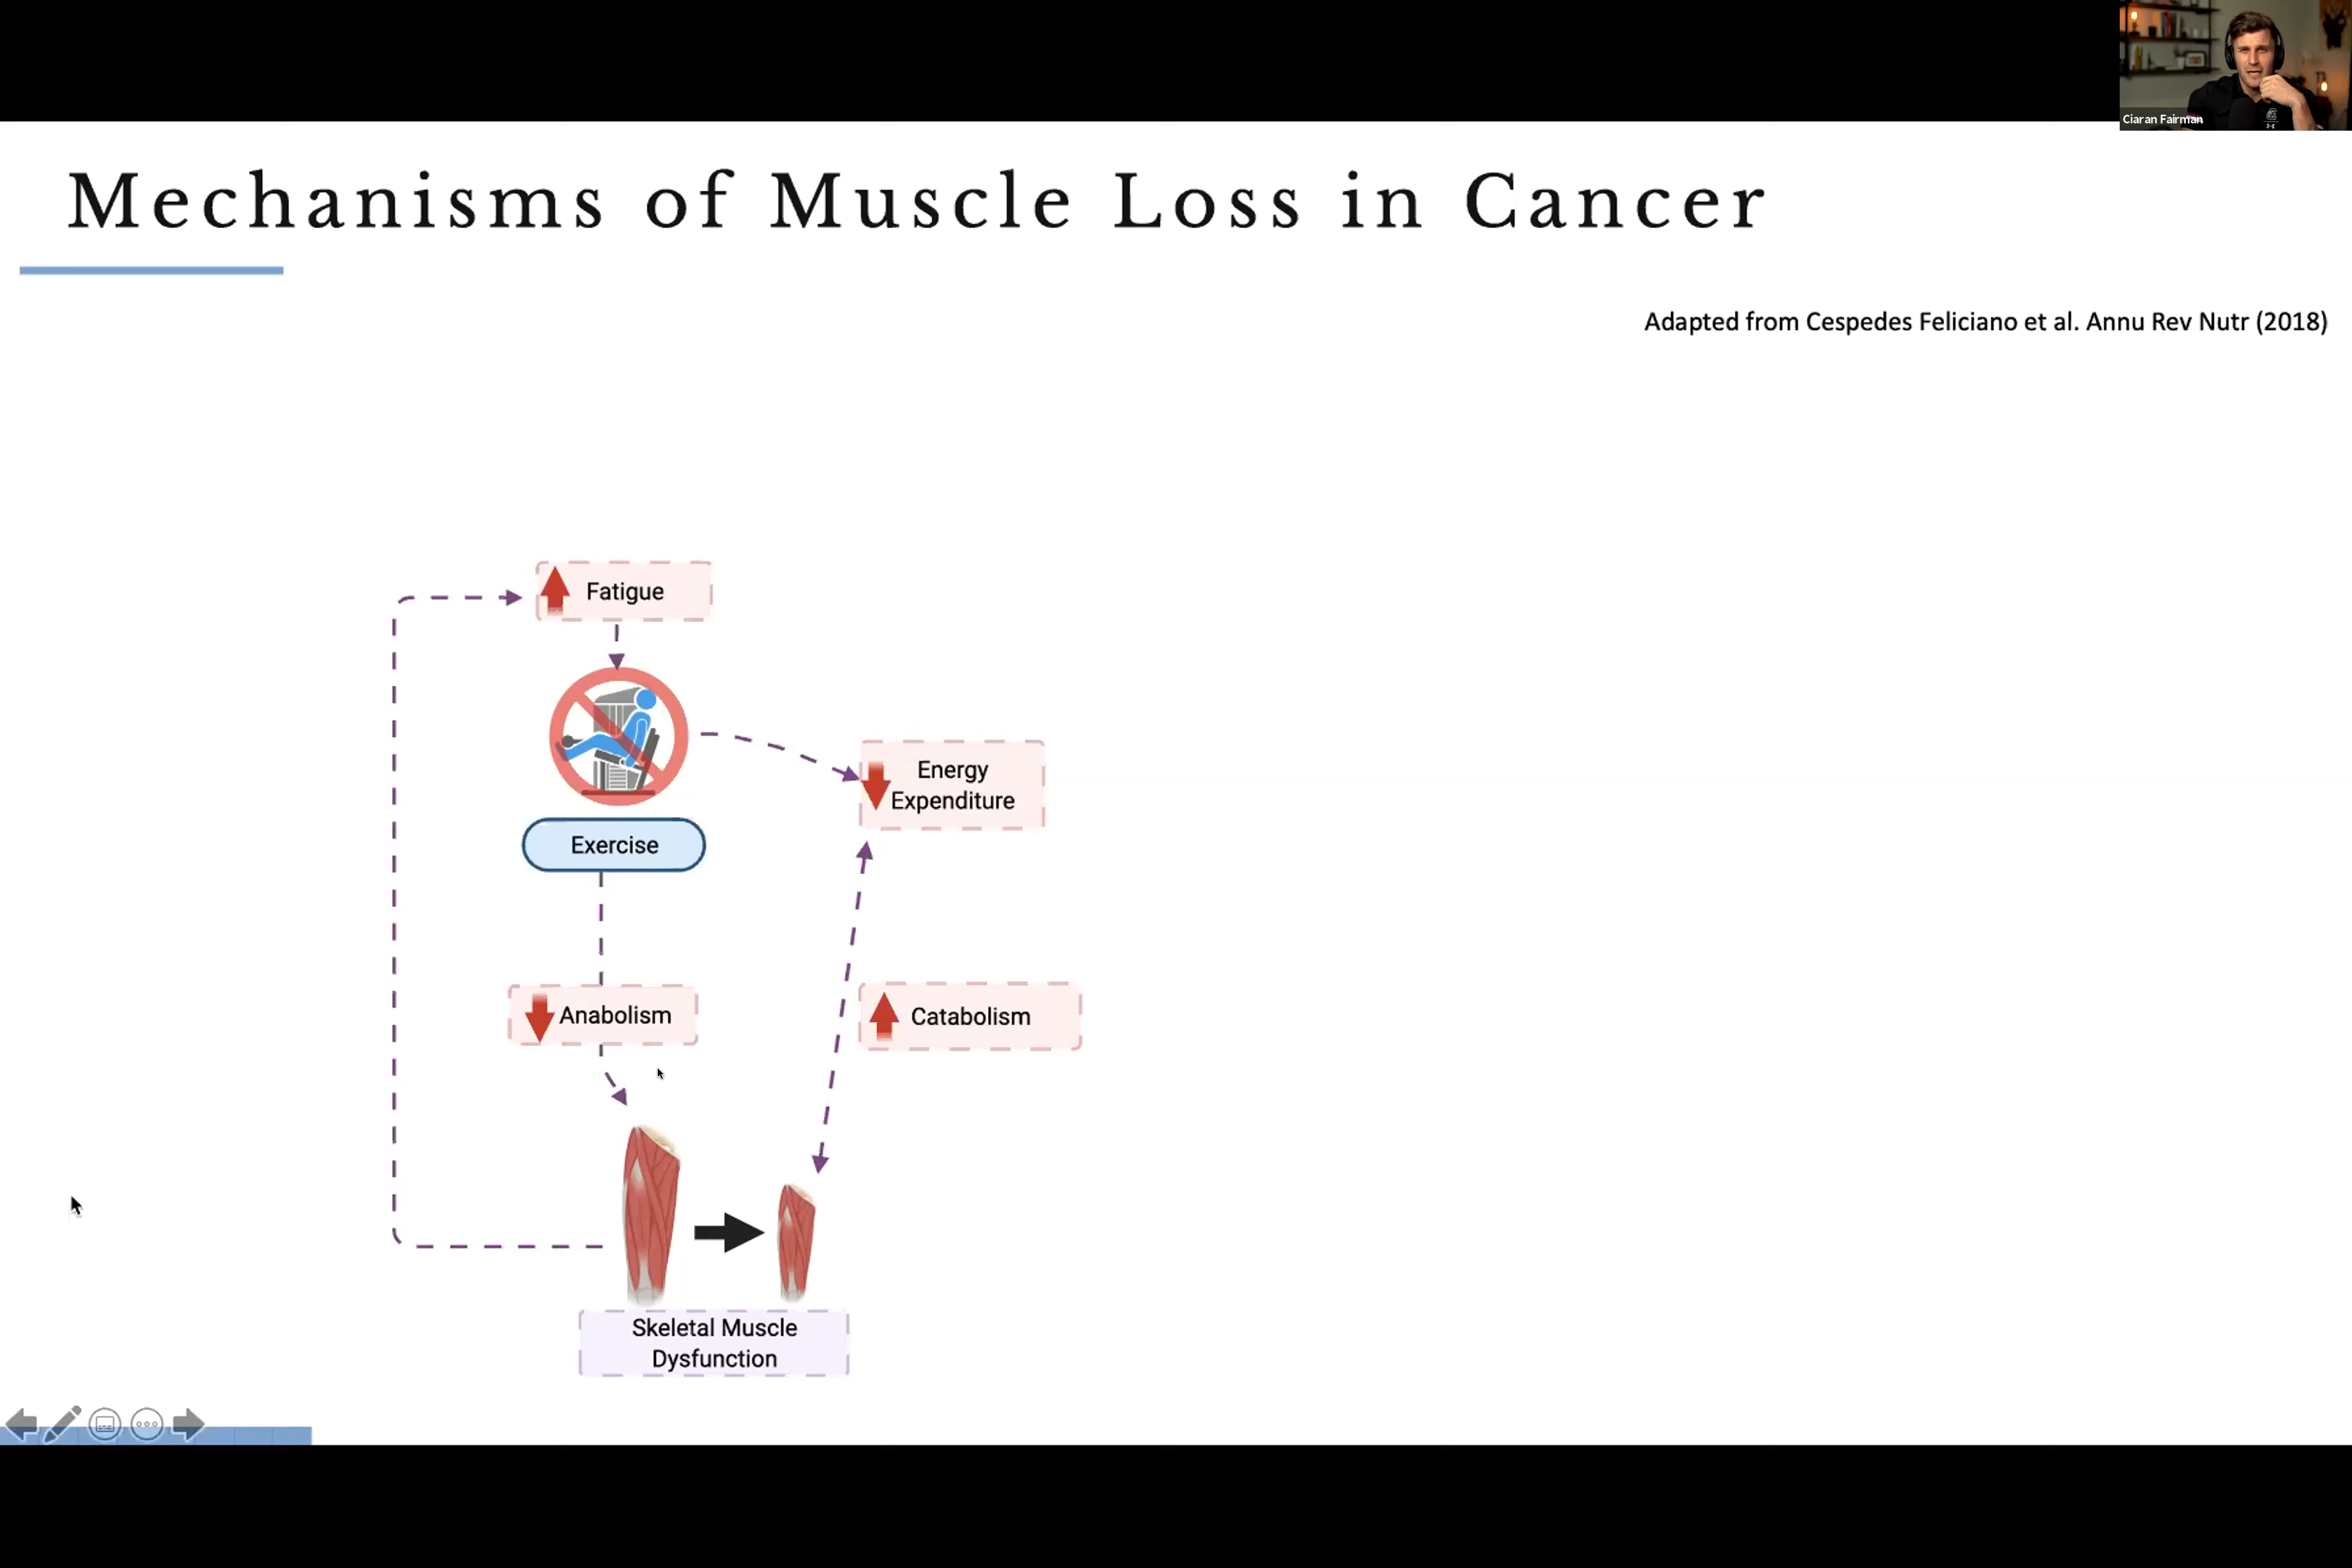 Ciaran Fairman
Mechanisms of Muscle Loss in Cancer
Adapted from Cespedes Feliciano et al. Annu Rev Nutr (2018)
Fatigue
Energy
Expenditure
Exercise
Anabolism
Catabolism
Skeletal Muscle
Dysfunction